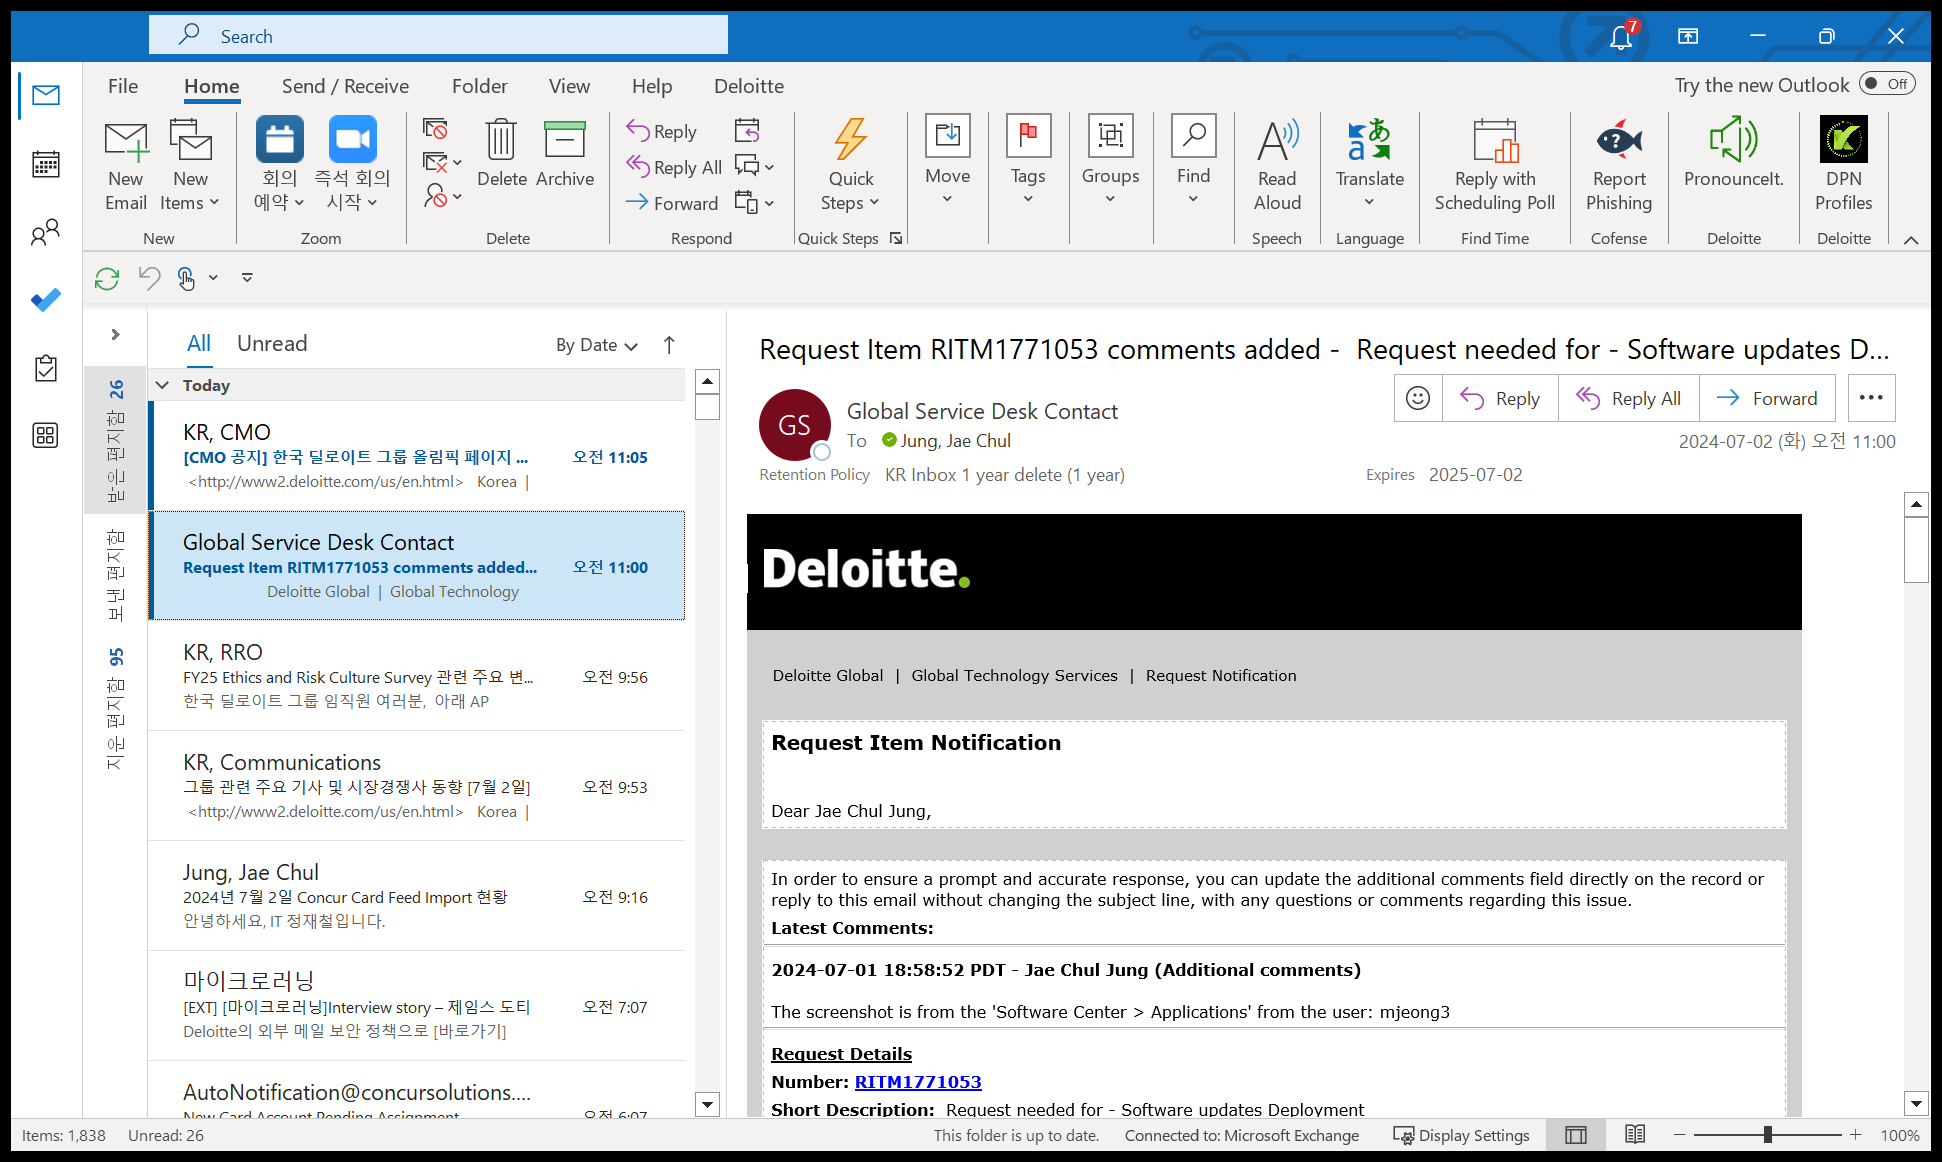 Search
7
File Home Send / Receive Folder View Help Deloitte
Try the new Outlook Off
New Email
New Items
New
회의 예약
즉석 회의 시작
Zoom
Delete
Archive
Delete
Reply
Reply All
Forward
Respond
Quick Steps
Quick Steps
Move
Tags
Groups
Find
Read Aloud
Speech
Translate
Language
Reply with Scheduling Poll
Find Time
Report Phishing
Cofense
PronounceIt.
Deloitte
DPN Profiles
Deloitte
받은 편지함 26
보낸 편지함
지운 편지함 95
All Unread By Date
Today
KR, CMO
[CMO 공지] 한국 딜로이트 그룹 올림픽 페이지 ... 오전 11:05
<http://www2.deloitte.com/us/en.html> Korea |
Global Service Desk Contact
Request Item RITM1771053 comments added... 오전 11:00
Deloitte Global | Global Technology
KR, RRO
FY25 Ethics and Risk Culture Survey 관련 주요 변... 오전 9:56
한국 딜로이트 그룹 임직원 여러분, 아래 AP
KR, Communications
그룹 관련 주요 기사 및 시장경쟁사 동향 [7월 2일] 오전 9:53
<http://www2.deloitte.com/us/en.html> Korea |
Jung, Jae Chul
2024년 7월 2일 Concur Card Feed Import 현황 오전 9:16
안녕하세요, IT 정재철입니다.
마이크로러닝
[EXT] [마이크로러닝]Interview story – 제임스 도티 오전 7:07
Deloitte의 외부 메일 보안 정책으로 [바로가기]
AutoNotification@concursolutions....
New Card Account Pending Assignment 오전 6:07
Request Item RITM1771053 comments added - Request needed for - Software updates D...
GS
Global Service Desk Contact
To Jung, Jae Chul
Reply Reply All Forward
2024-07-02 (화) 오전 11:00
Retention Policy KR Inbox 1 year delete (1 year) Expires 2025-07-02
Deloitte.
Deloitte Global | Global Technology Services | Request Notification
Request Item Notification
Dear Jae Chul Jung,
In order to ensure a prompt and accurate response, you can update the additional comments field directly on the record or
reply to this email without changing the subject line, with any questions or comments regarding this issue.
Latest Comments:
2024-07-01 18:58:52 PDT - Jae Chul Jung (Additional comments)
The screenshot is from the 'Software Center > Applications' from the user: mjeong3
Request Details
Number: RITM1771053
Short Description: Request needed for - Software updates Deployment
Items: 1,838 Unread: 26 This folder is up to date. Connected to: Microsoft Exchange Display Settings 100%